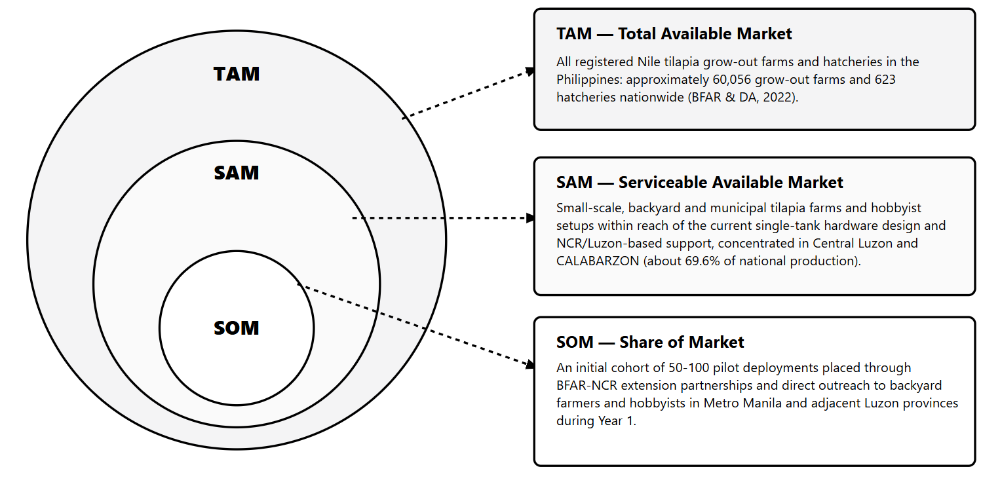 TAM
SAM
SOM
TAM — Total Available Market
All registered Nile tilapia grow-out farms and hatcheries in the
Philippines: approximately 60,056 grow-out farms and 623
hatcheries nationwide (BFAR & DA, 2022).
SAM — Serviceable Available Market
Small-scale, backyard and municipal tilapia farms and hobbyist
setups within reach of the current single-tank hardware design and
NCR/Luzon-based support, concentrated in Central Luzon and
CALABARZON (about 69.6% of national production).
SOM — Share of Market
An initial cohort of 50-100 pilot deployments placed through
BFAR-NCR extension partnerships and direct outreach to backyard
farmers and hobbyists in Metro Manila and adjacent Luzon provinces
during Year 1.